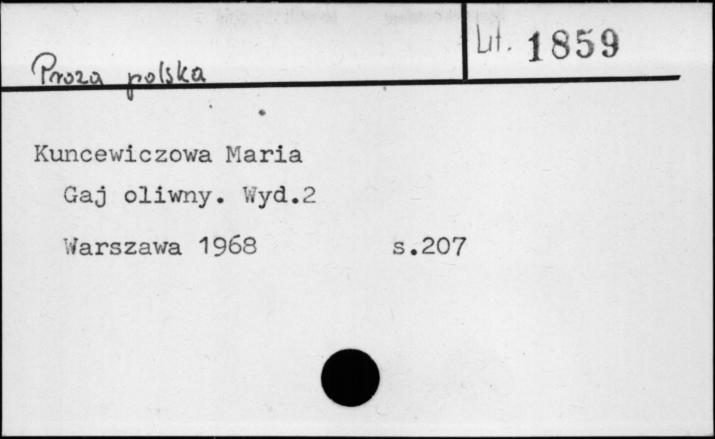 Proza polska
Lit. 1859
Kuncewiczowa Maria
Gaj oliwny. Wyd.2
Warszawa 1968 s.207